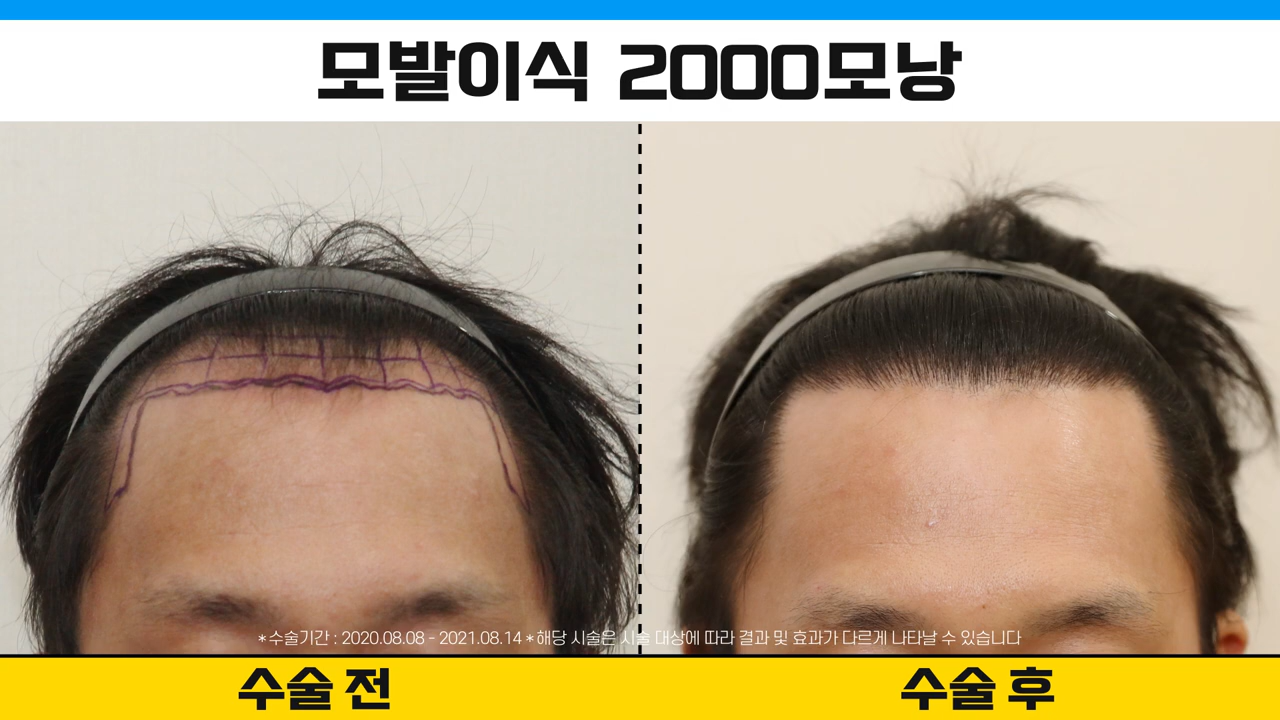 모발이식 2000모낭
*수술기간 : 2020.08.08 - 2021.08.14 *해당 시술은 시술 대상에 따라 결과 및 효과가 다르게 나타날 수 있습니다
수술 전
수술 후